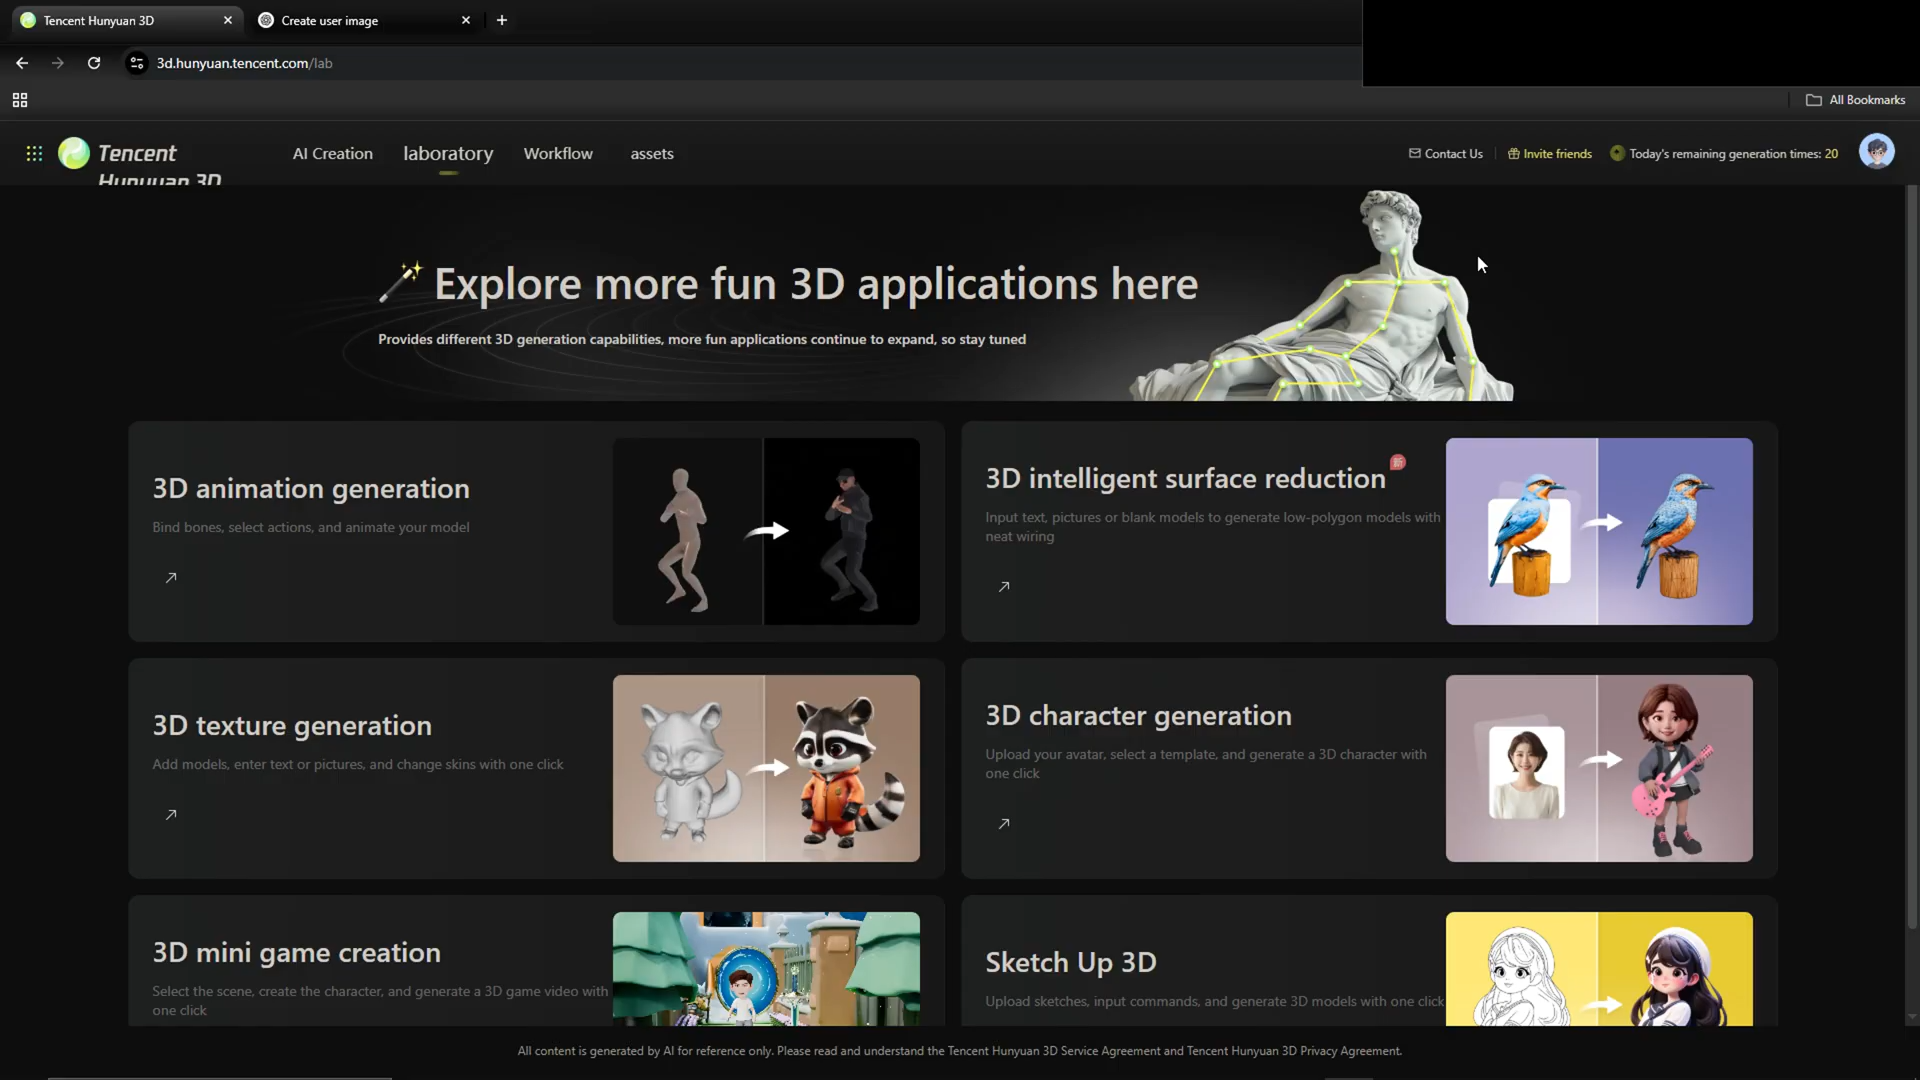 Tencent Hunyuan 3D
Create user image
3d.hunyuan.tencent.com/lab
All Bookmarks
Tencent
Hunyuan 3D
AI Creation
laboratory
Workflow
assets
Contact Us
Invite friends
Today's remaining generation times: 20
Explore more fun 3D applications here
Provides different 3D generation capabilities, more fun applications continue to expand, so stay tuned
3D animation generation
Bind bones, select actions, and animate your model
3D intelligent surface reduction
新
Input text, pictures or blank models to generate low-polygon models with
neat wiring
3D texture generation
Add models, enter text or pictures, and change skins with one click
3D character generation
Upload your avatar, select a template, and generate a 3D character with
one click
3D mini game creation
Select the scene, create the character, and generate a 3D game video with
one click
Sketch Up 3D
Upload sketches, input commands, and generate 3D models with one click
All content is generated by AI for reference only. Please read and understand the Tencent Hunyuan 3D Service Agreement and Tencent Hunyuan 3D Privacy Agreement.